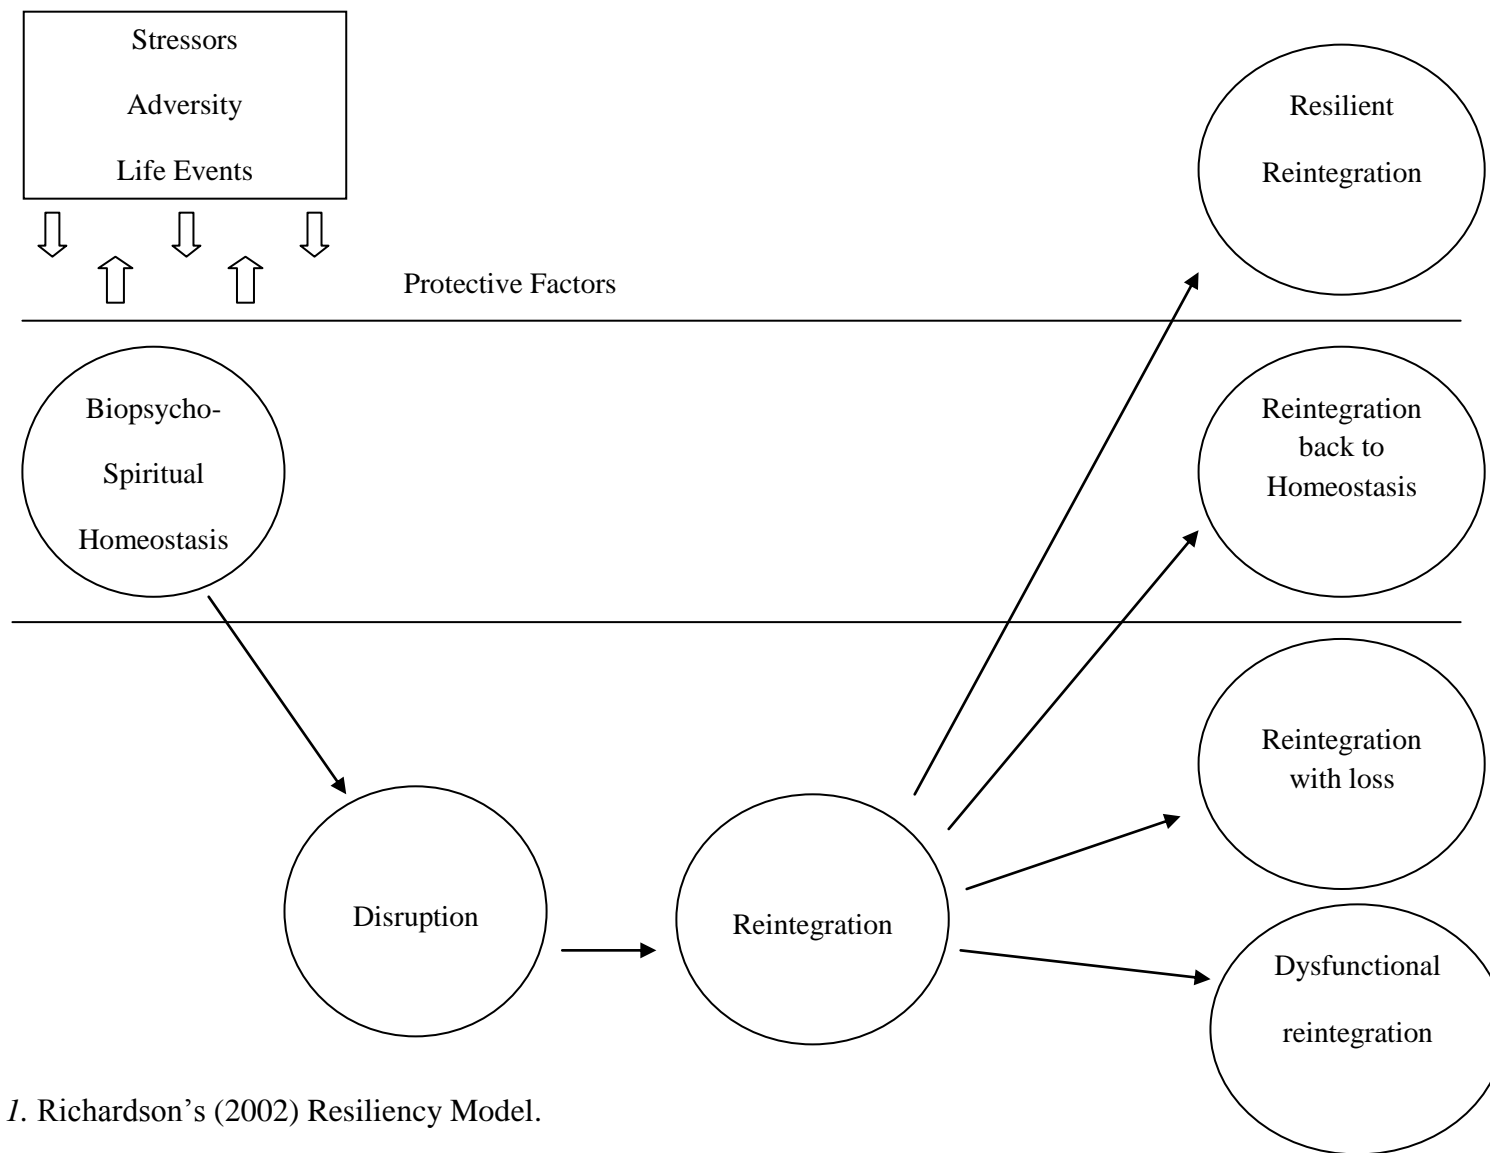 Stressors
Adversity
Life Events
Protective Factors
Resilient
Reintegration
Biopsycho-
Spiritual
Homeostasis
Reintegration
back to
Homeostasis
Reintegration
with loss
Disruption
Reintegration
Dysfunctional
reintegration
1. Richardson’s (2002) Resiliency Model.